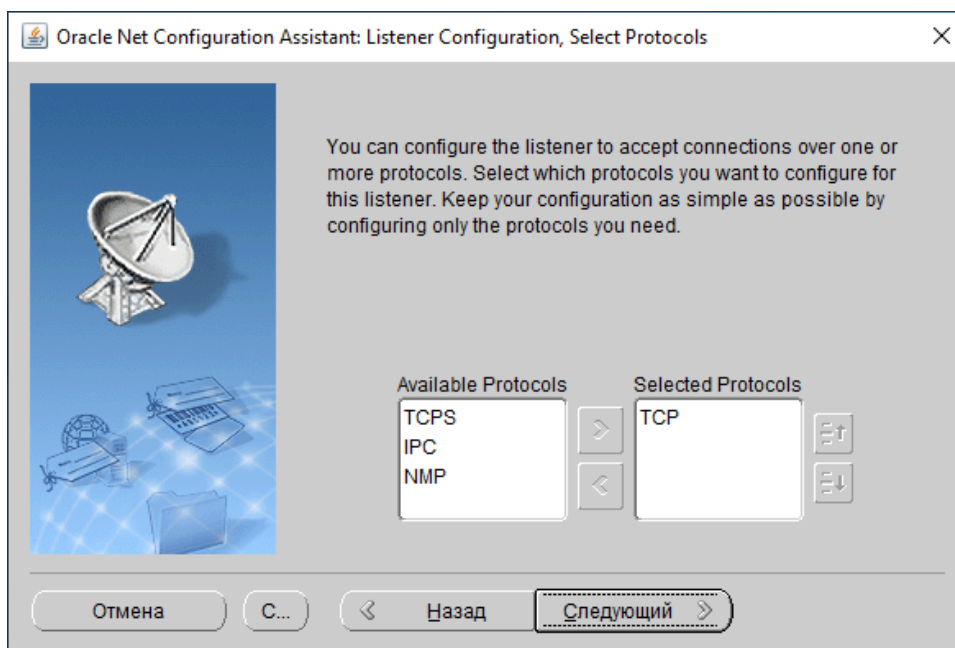 Oracle Net Configuration Assistant: Listener Configuration, Select Protocols
You can configure the listener to accept connections over one or
more protocols. Select which protocols you want to configure for
this listener. Keep your configuration as simple as possible by
configuring only the protocols you need.
Available Protocols
Selected Protocols
TCPS
TCP
IPC
NMP
Отмена
С...
Назад
Следующий